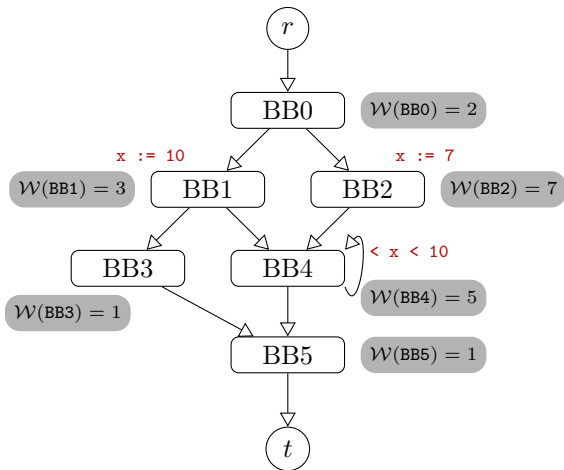 r
BB0 W(BB0) = 2
x := 10 x := 7
W(BB1) = 3 BB1 BB2 W(BB2) = 7
< x < 10
BB3 BB4
W(BB4) = 5
W(BB3) = 1
BB5 W(BB5) = 1
t